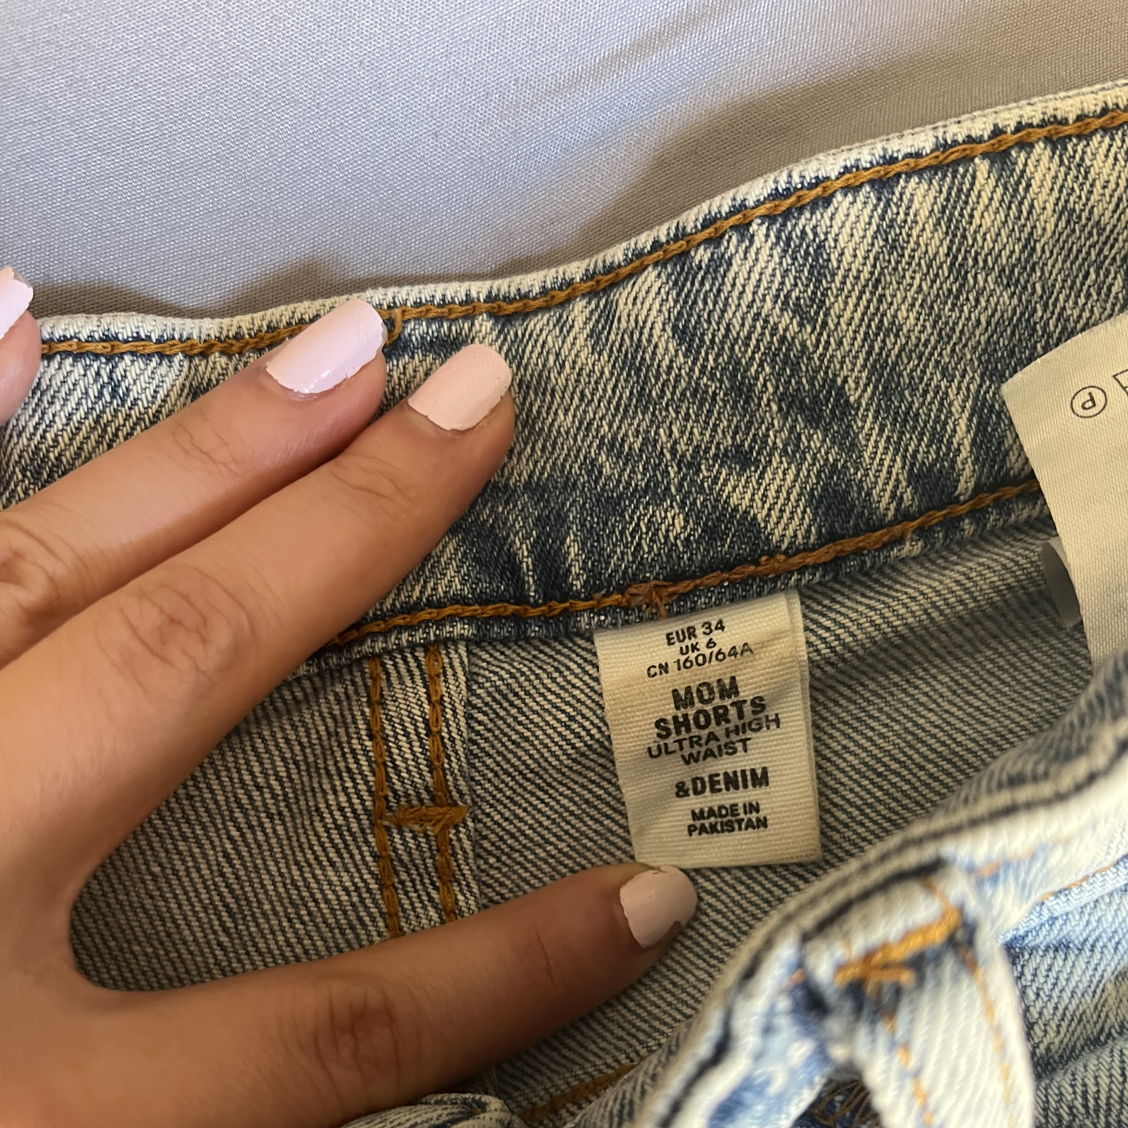 EUR 34
UK 6
CN 160/64A
MOM
SHORTS
ULTRA HIGH
WAIST
&DENIM
MADE IN
PAKISTAN
P